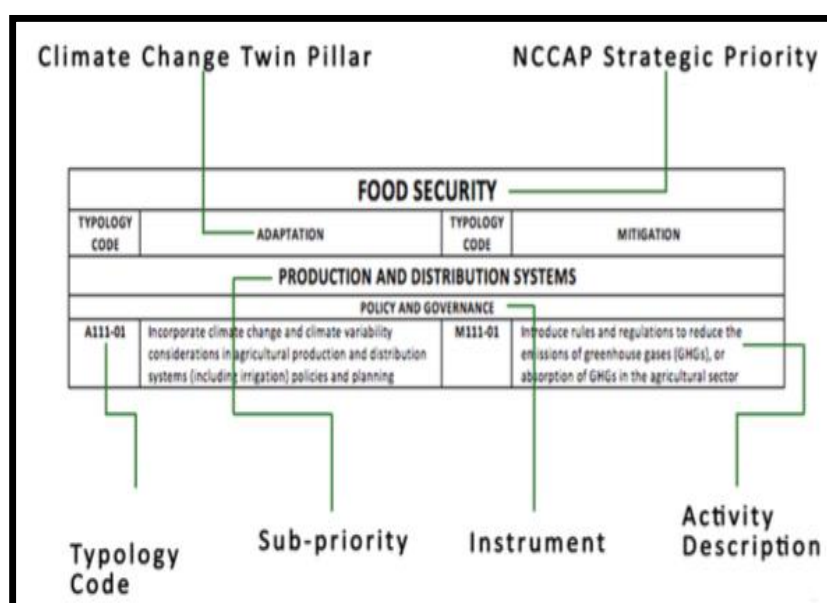 Climate Change Twin Pillar
NCCAP Strategic Priority
FOOD SECURITY
TYPOLOGY
CODE
ADAPTATION
TYPOLOGY
CODE
MITIGATION
PRODUCTION AND DISTRIBUTION SYSTEMS
POLICY AND GOVERNANCE
A111-01
Incorporate climate change and climate variability
considerations in agricultural production and distribution
systems (including irrigation) policies and planning
M111-01
Introduce rules and regulations to reduce the
emissions of greenhouse gases (GHGs), or
absorption of GHGs in the agricultural sector
Typology
Code
Sub-priority
Instrument
Activity
Description